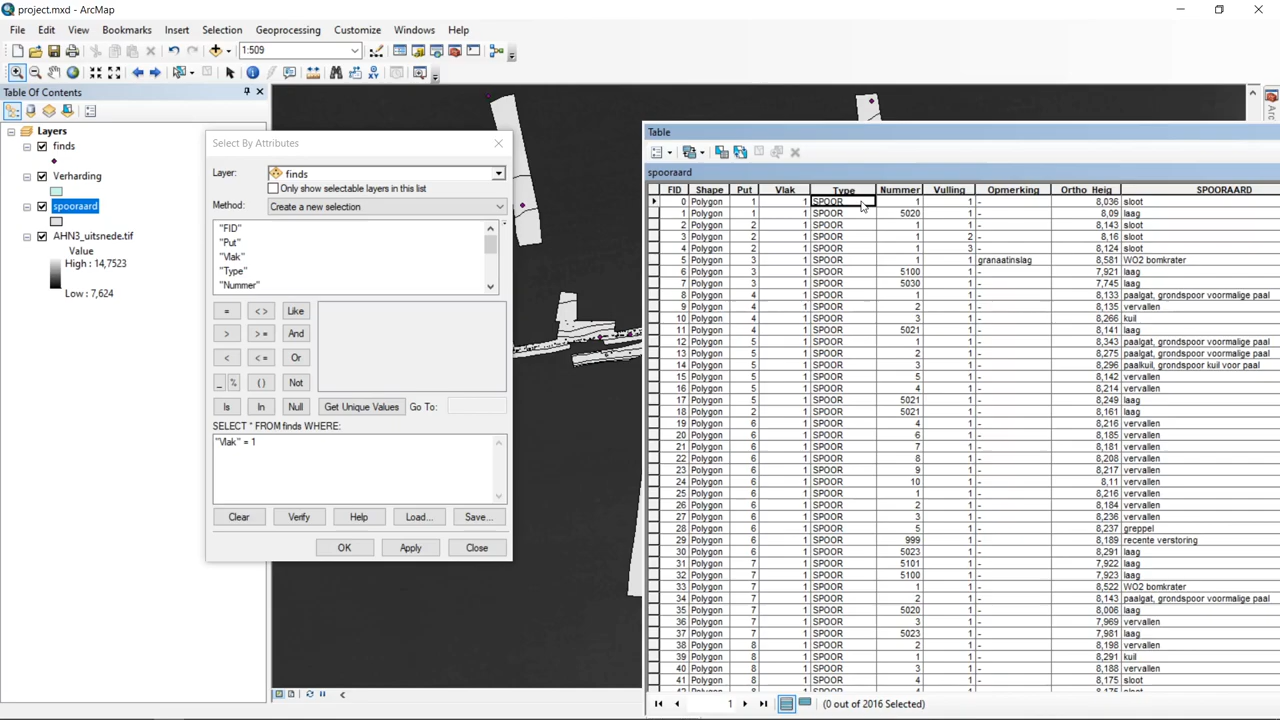 project.mxd - ArcMap
File Edit View Bookmarks Insert Selection Geoprocessing Customize Windows Help
1:509
Table Of Contents
Layers
finds
Verharding
spooraard
AHN3_uitsnede.tif
Value
High : 14,7523
Low : 7,624
Select By Attributes
Layer: finds
Only show selectable layers in this list
Method: Create a new selection
"FID"
"Put"
"Vlak"
"Type"
"Nummer"
= < > Like
> > = And
< < = Or
_ % ( ) Not
Is In Null Get Unique Values Go To:
SELECT * FROM finds WHERE:
"Vlak" = 1
Clear Verify Help Load... Save...
OK Apply Close
Table
spooraard
FID Shape Put Vlak Type Nummer Vulling Opmerking Ortho_Heig SPOORAARD
0 Polygon 1 1 SPOOR 1 1 - 8,036 sloot
1 Polygon 1 1 SPOOR 5020 1 - 8,09 laag
2 Polygon 2 1 SPOOR 1 1 - 8,143 sloot
3 Polygon 2 1 SPOOR 1 2 - 8,16 sloot
4 Polygon 2 1 SPOOR 1 3 - 8,124 sloot
5 Polygon 3 1 SPOOR 1 1 granaatinslag 8,581 WO2 bomkrater
6 Polygon 3 1 SPOOR 5100 1 - 7,921 laag
7 Polygon 3 1 SPOOR 5030 1 - 7,745 laag
8 Polygon 4 1 SPOOR 1 1 - 8,133 paalgat, grondspoor voormalige paal
9 Polygon 4 1 SPOOR 2 1 - 8,135 vervallen
10 Polygon 4 1 SPOOR 3 1 - 8,266 kuil
11 Polygon 4 1 SPOOR 5021 1 - 8,141 laag
12 Polygon 5 1 SPOOR 1 1 - 8,343 paalgat, grondspoor voormalige paal
13 Polygon 5 1 SPOOR 2 1 - 8,275 paalgat, grondspoor voormalige paal
14 Polygon 5 1 SPOOR 3 1 - 8,296 paalkuil, grondspoor kuil voor paal
15 Polygon 5 1 SPOOR 5 1 - 8,142 vervallen
16 Polygon 5 1 SPOOR 4 1 - 8,214 vervallen
17 Polygon 5 1 SPOOR 5021 1 - 8,249 laag
18 Polygon 2 1 SPOOR 5021 1 - 8,161 laag
19 Polygon 6 1 SPOOR 4 1 - 8,216 vervallen
20 Polygon 6 1 SPOOR 6 1 - 8,185 vervallen
21 Polygon 6 1 SPOOR 7 1 - 8,181 vervallen
22 Polygon 6 1 SPOOR 8 1 - 8,208 vervallen
23 Polygon 6 1 SPOOR 9 1 - 8,217 vervallen
24 Polygon 6 1 SPOOR 10 1 - 8,11 vervallen
25 Polygon 6 1 SPOOR 1 1 - 8,216 vervallen
26 Polygon 6 1 SPOOR 2 1 - 8,184 vervallen
27 Polygon 6 1 SPOOR 3 1 - 8,236 vervallen
28 Polygon 6 1 SPOOR 5 1 - 8,237 greppel
29 Polygon 6 1 SPOOR 999 1 - 8,189 recente verstoring
30 Polygon 6 1 SPOOR 5023 1 - 8,291 laag
31 Polygon 7 1 SPOOR 5101 1 - 7,922 laag
32 Polygon 7 1 SPOOR 5100 1 - 7,923 laag
33 Polygon 7 1 SPOOR 1 1 - 8,522 WO2 bomkrater
34 Polygon 7 1 SPOOR 2 1 - 8,143 paalgat, grondspoor voormalige paal
35 Polygon 7 1 SPOOR 5020 1 - 8,006 laag
36 Polygon 7 1 SPOOR 3 1 - 7,969 vervallen
37 Polygon 7 1 SPOOR 5023 1 - 7,981 laag
38 Polygon 8 1 SPOOR 2 1 - 8,198 vervallen
39 Polygon 8 1 SPOOR 1 1 - 8,291 kuil
40 Polygon 8 1 SPOOR 3 1 - 8,188 vervallen
41 Polygon 8 1 SPOOR 4 1 - 8,175 sloot
1 (0 out of 2016 Selected)